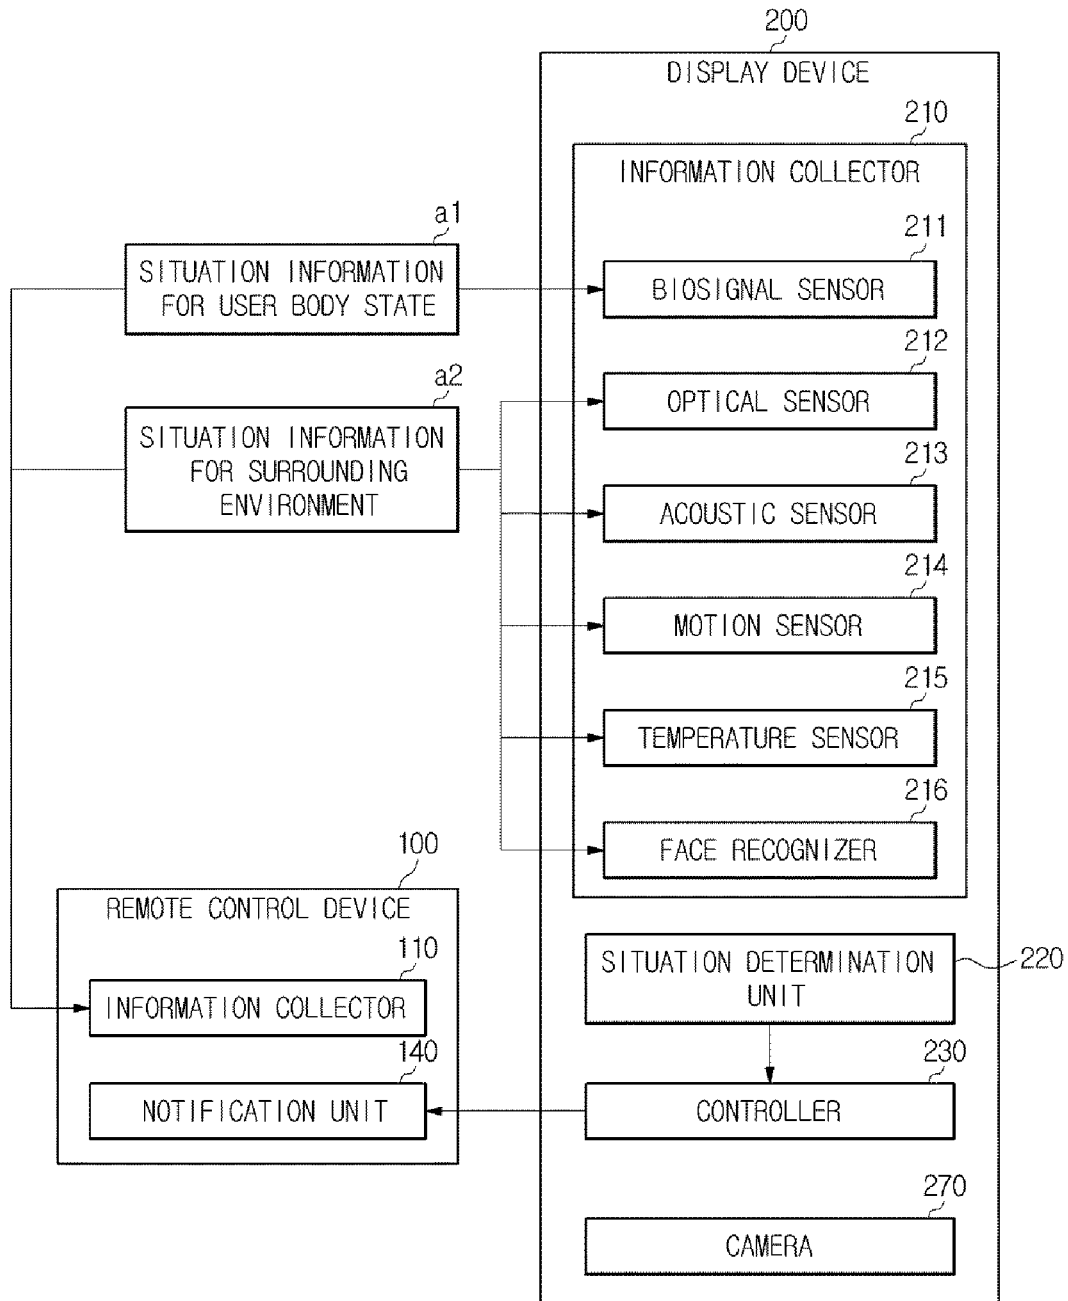 200
DISPLAY DEVICE
210
INFORMATION COLLECTOR
a1
SITUATION INFORMATION
FOR USER BODY STATE
211
BIOSIGNAL SENSOR
212
OPTICAL SENSOR
a2
SITUATION INFORMATION
FOR SURROUNDING
ENVIRONMENT
213
ACOUSTIC SENSOR
214
MOTION SENSOR
215
TEMPERATURE SENSOR
216
FACE RECOGNIZER
100
REMOTE CONTROL DEVICE
110
INFORMATION COLLECTOR
140
NOTIFICATION UNIT
SITUATION DETERMINATION
UNIT
220
230
CONTROLLER
270
CAMERA